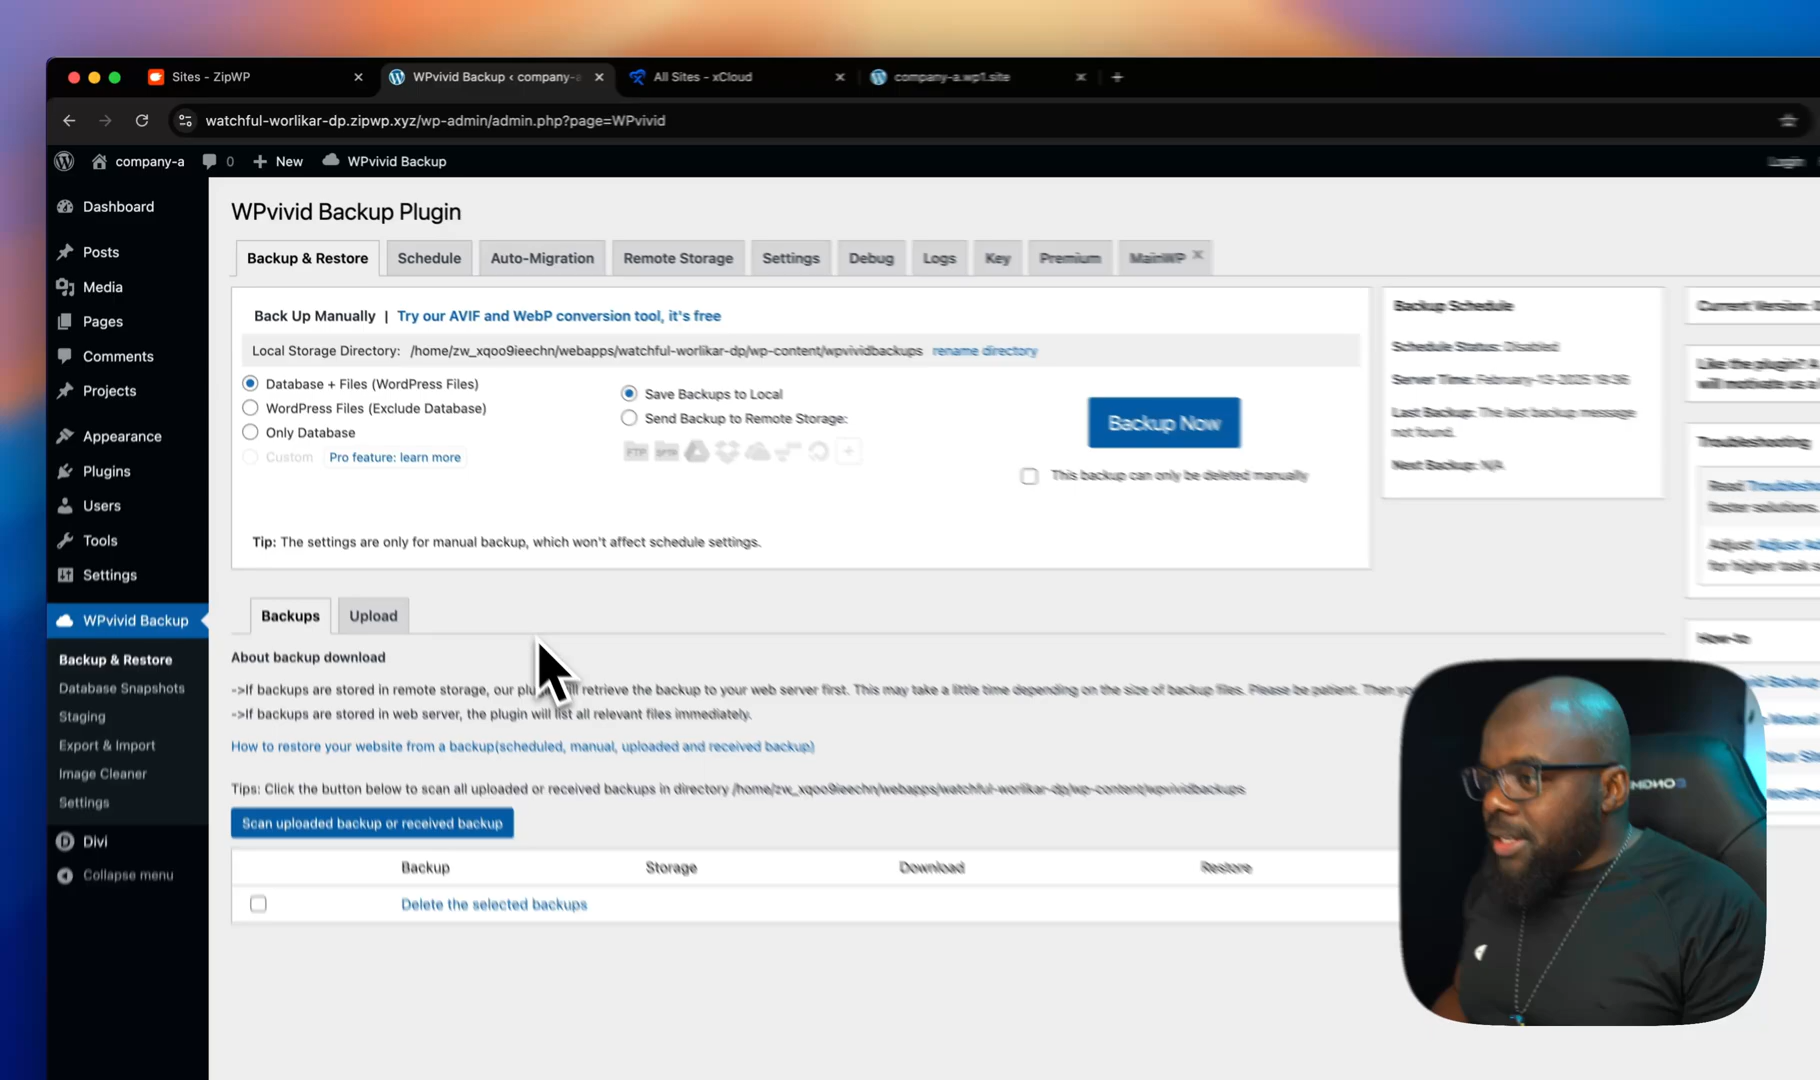 Sites - ZipWP
WPvivid Backup ‹ company-a
All Sites - xCloud
company-a.wp1.site
watchful-worlikar-dp.zipwp.xyz/wp-admin/admin.php?page=WPvivid
company-a
0
New
WPvivid Backup
Login
Dashboard
Posts
Media
Pages
Comments
Projects
Appearance
Plugins
Users
Tools
Settings
WPvivid Backup
Backup & Restore
Database Snapshots
Staging
Export & Import
Image Cleaner
Settings
Divi
Collapse menu
WPvivid Backup Plugin
Backup & Restore
Schedule
Auto-Migration
Remote Storage
Settings
Debug
Logs
Key
Premium
MainWP
Back Up Manually | Try our AVIF and WebP conversion tool, it's free
Local Storage Directory: /home/zw_xqoo9ieechn/webapps/watchful-worlikar-dp/wp-content/wpvividbackups rename directory
Database + Files (WordPress Files)
WordPress Files (Exclude Database)
Only Database
Custom Pro feature: learn more
Save Backups to Local
Send Backup to Remote Storage:
FTP SFTP
Backup Now
This backup can only be deleted manually
Tip: The settings are only for manual backup, which won't affect schedule settings.
Backup Schedule
Schedule Status: Disabled
Server Time: February-13-2025
Last Backup: The last backup message
not found.
Next Backup: N/A
Current Version:
Like the plugin? A
will motivate us a l
Troubleshooting
Read Troublesho
faster solutions.
Adjust Adjust Ad
for higher task s
How-to
Backups
Upload
About backup download
->If backups are stored in remote storage, our plu ill retrieve the backup to your web server first. This may take a little time depending on the size of backup files. Please be patient. Then yo
->If backups are stored in web server, the plugin will list all relevant files immediately.
How to restore your website from a backup(scheduled, manual, uploaded and received backup)
Tips: Click the button below to scan all uploaded or received backups in directory /home/zw_xqoo9ieechn/webapps/watchful-worlikar-dp/wp-content/wpvividbackups
Scan uploaded backup or received backup
Backup
Storage
Download
Restore
Delete the selected backups